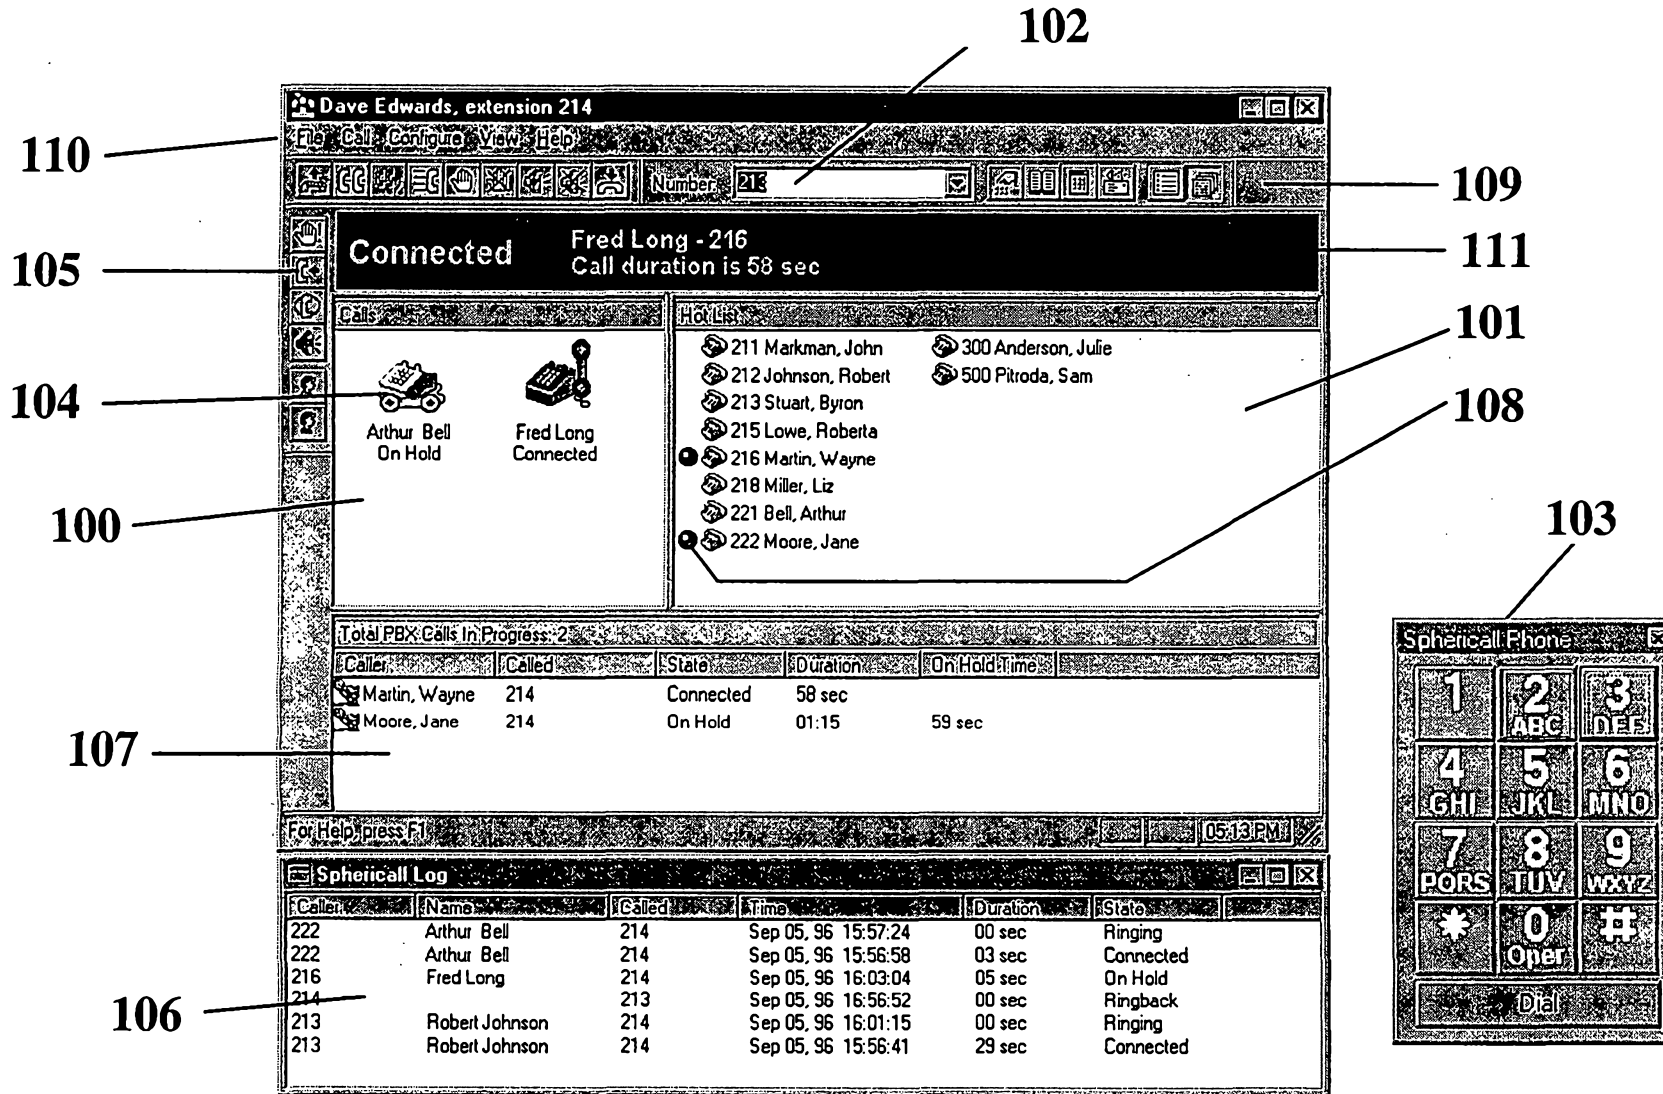 102
Dave Edwards, extension 214
110
File Call Configure View Help
Number 213
109
Connected
Fred Long - 216
Call duration is 58 sec
111
105
Calls
Hot List
101
211 Markman, John
300 Anderson, Julie
212 Johnson, Robert
500 Pitroda, Sam
104
213 Stuart, Byron
108
Arthur Bell
On Hold
Fred Long
Connected
215 Lowe, Roberta
216 Martin, Wayne
218 Miller, Liz
100
221 Bell, Arthur
222 Moore, Jane
103
Total PBX Calls In Progress: 2
Caller Called State Duration On Hold Time
Martin, Wayne 214 Connected 58 sec
Moore, Jane 214 On Hold 01:15 59 sec
107
For Help, press F1 05:13 PM
Sphericall Phone
1
2 ABC
3 DEF
4 GHI
5 JKL
6 MNO
7 PQRS
8 TUV
9 WXYZ
*
0 Oper
#
Dial
Sphericall Log
Caller Name Called Time Duration State
222 Arthur Bell 214 Sep 05, 96 15:57:24 00 sec Ringing
222 Arthur Bell 214 Sep 05, 96 15:56:58 03 sec Connected
216 Fred Long 214 Sep 05, 96 16:03:04 05 sec On Hold
214 213 Sep 05, 96 16:56:52 00 sec Ringback
213 Robert Johnson 214 Sep 05, 96 16:01:15 00 sec Ringing
213 Robert Johnson 214 Sep 05, 96 15:56:41 29 sec Connected
106